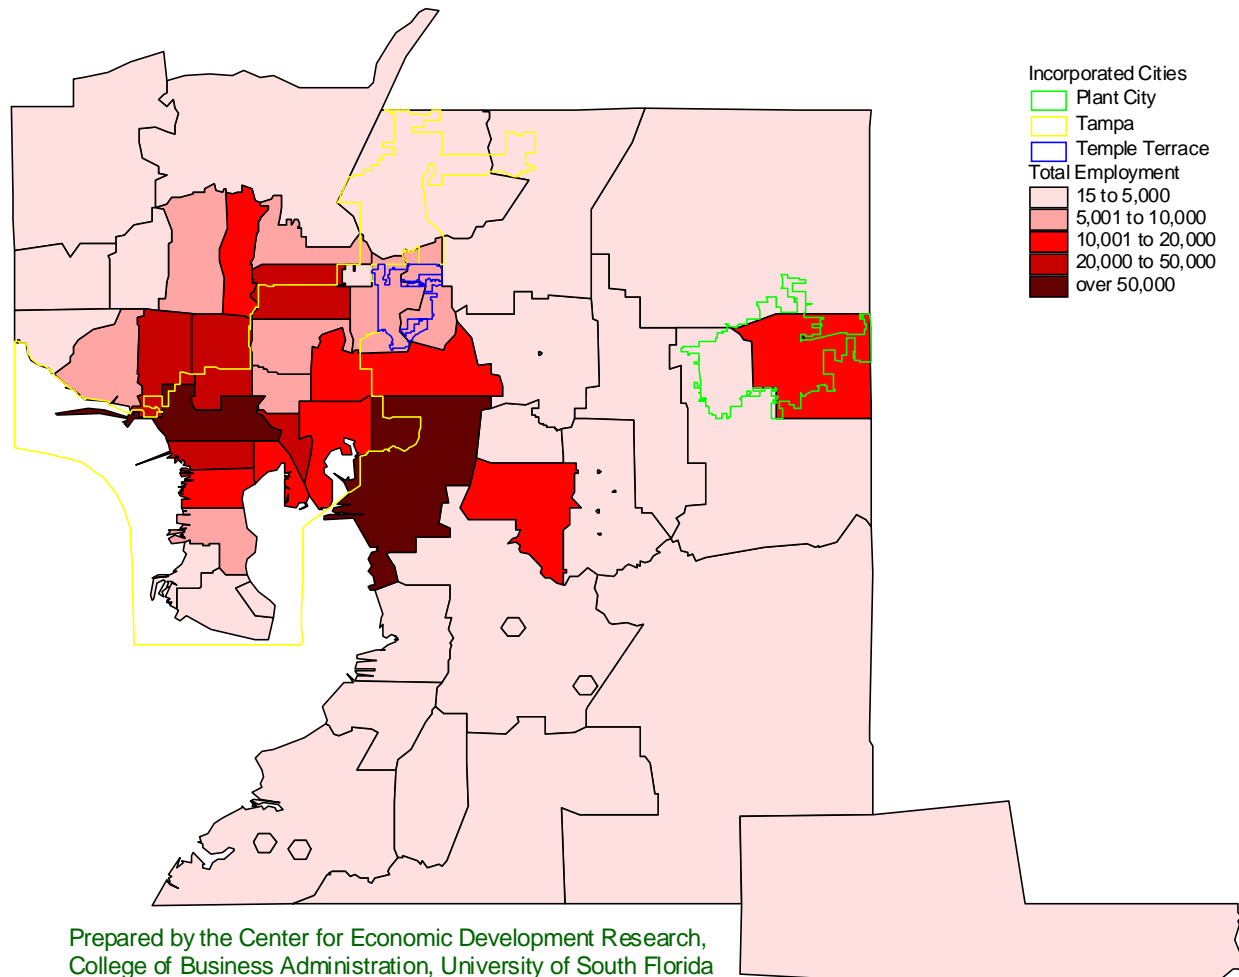 Incorporated Cities
Plant City
Tampa
Temple Terrace
Total Employment
15 to 5,000
5,001 to 10,000
10,001 to 20,000
20,000 to 50,000
over 50,000
Prepared by the Center for Economic Development Research,
College of Business Administration, University of South Florida